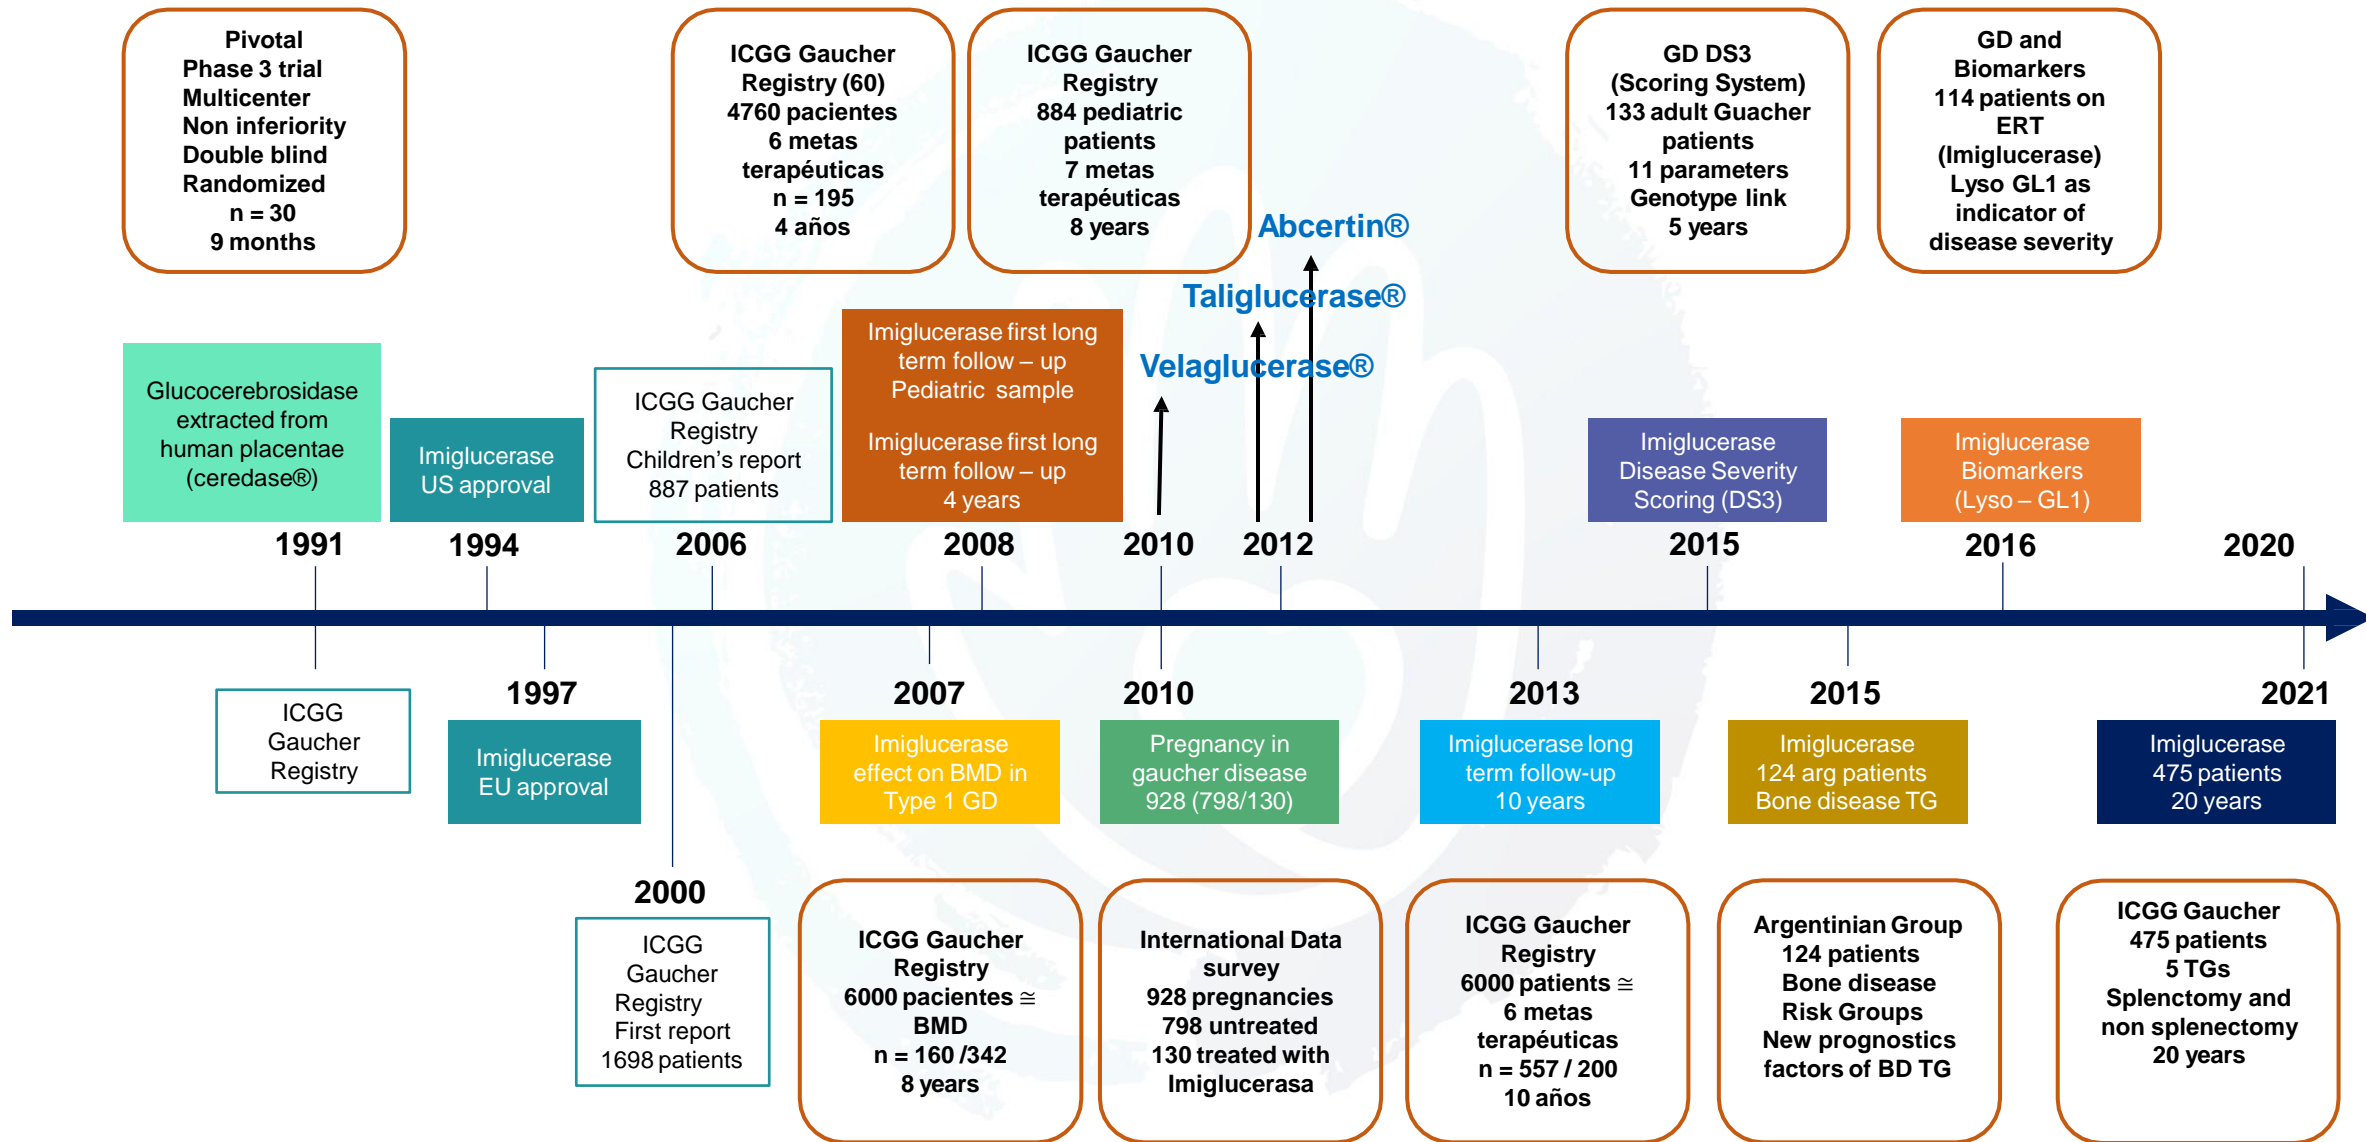 Pivotal
Phase 3 trial
Multicenter
Non inferiority
Double blind
Randomized
n = 30
9 months
ICGG Gaucher
Registry (60)
4760 pacientes
6 metas
terapéuticas
n = 195
4 años
ICGG Gaucher
Registry
884 pediatric
patients
7 metas
terapéuticas
8 years
GD DS3
(Scoring System)
133 adult Guacher
patients
11 parameters
Genotype link
5 years
GD and
Biomarkers
114 patients on
ERT
(Imiglucerase)
Lyso GL1 as
indicator of
disease severity
Abcertin®
Taliglucerase®
Velaglucerase®
Glucocerebrosidase
extracted from
human placentae
(ceredase®)
Imiglucerase
US approval
ICGG Gaucher
Registry
Children’s report
887 patients
Imiglucerase first long
term follow – up
Pediatric sample
Imiglucerase first long
term follow – up
4 years
Imiglucerase
Disease Severity
Scoring (DS3)
Imiglucerase
Biomarkers
(Lyso – GL1)
1991
1994
2006
2008
2010
2012
2015
2016
2020
ICGG
Gaucher
Registry
1997
Imiglucerase
EU approval
2000
ICGG
Gaucher
Registry
First report
1698 patients
2007
Imiglucerase
effect on BMD in
Type 1 GD
2010
Pregnancy in
gaucher disease
928 (798/130)
2013
Imiglucerase long
term follow-up
10 years
2015
Imiglucerase
124 arg patients
Bone disease TG
2021
Imiglucerase
475 patients
20 years
ICGG Gaucher
Registry
6000 pacientes ≅
BMD
n = 160 /342
8 years
International Data
survey
928 pregnancies
798 untreated
130 treated with
Imiglucerasa
ICGG Gaucher
Registry
6000 patients ≅
6 metas
terapéuticas
n = 557 / 200
10 años
Argentinian Group
124 patients
Bone disease
Risk Groups
New prognostics
factors of BD TG
ICGG Gaucher
475 patients
5 TGs
Splenctomy and
non splenectomy
20 years